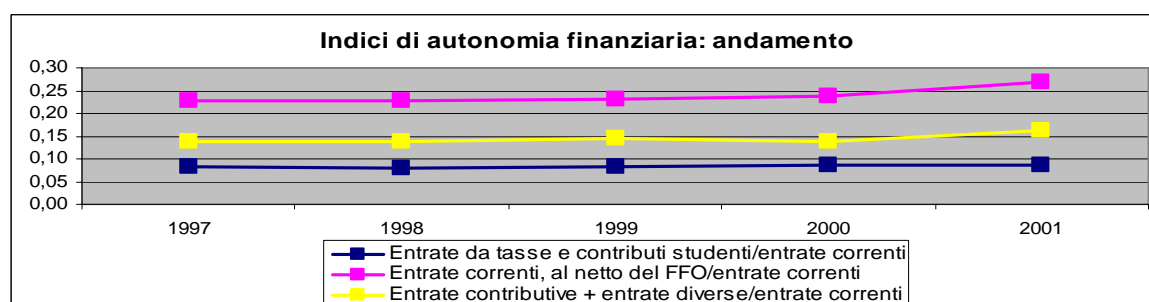 Indici di autonomia finanziaria: andamento
0,30
0,25
0,20
0,15
0,10
0,05
0,00
1997 1998 1999 2000 2001
Entrate da tasse e contributi studenti/entrate correnti
Entrate correnti, al netto del FFO/entrate correnti
Entrate contributive + entrate diverse/entrate correnti